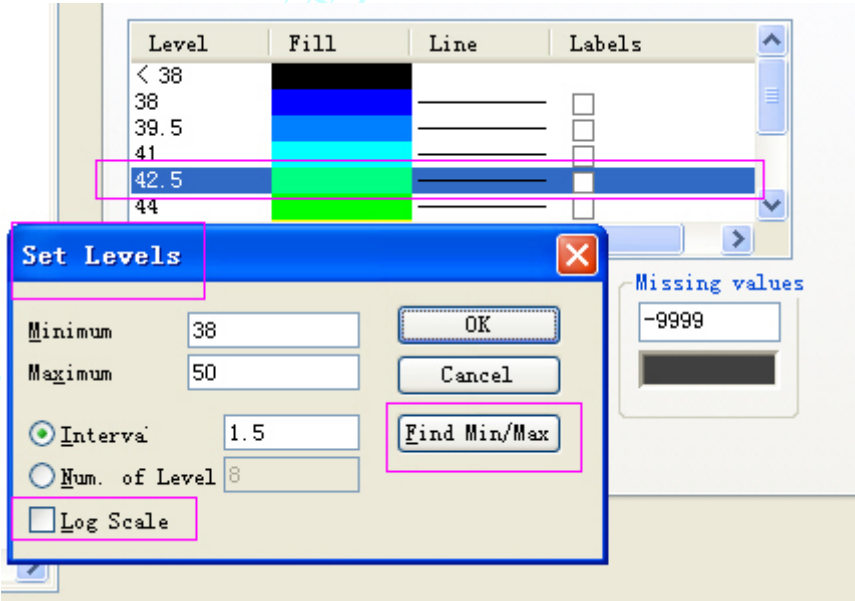 Level Fill Line Labels
< 38
38
39.5
41
42.5
44
Set Levels
Missing values
-9999
Minimum 38
OK
Maximum 50
Cancel
Interva 1.5
Find Min/Max
Num. of Level 8
Log Scale